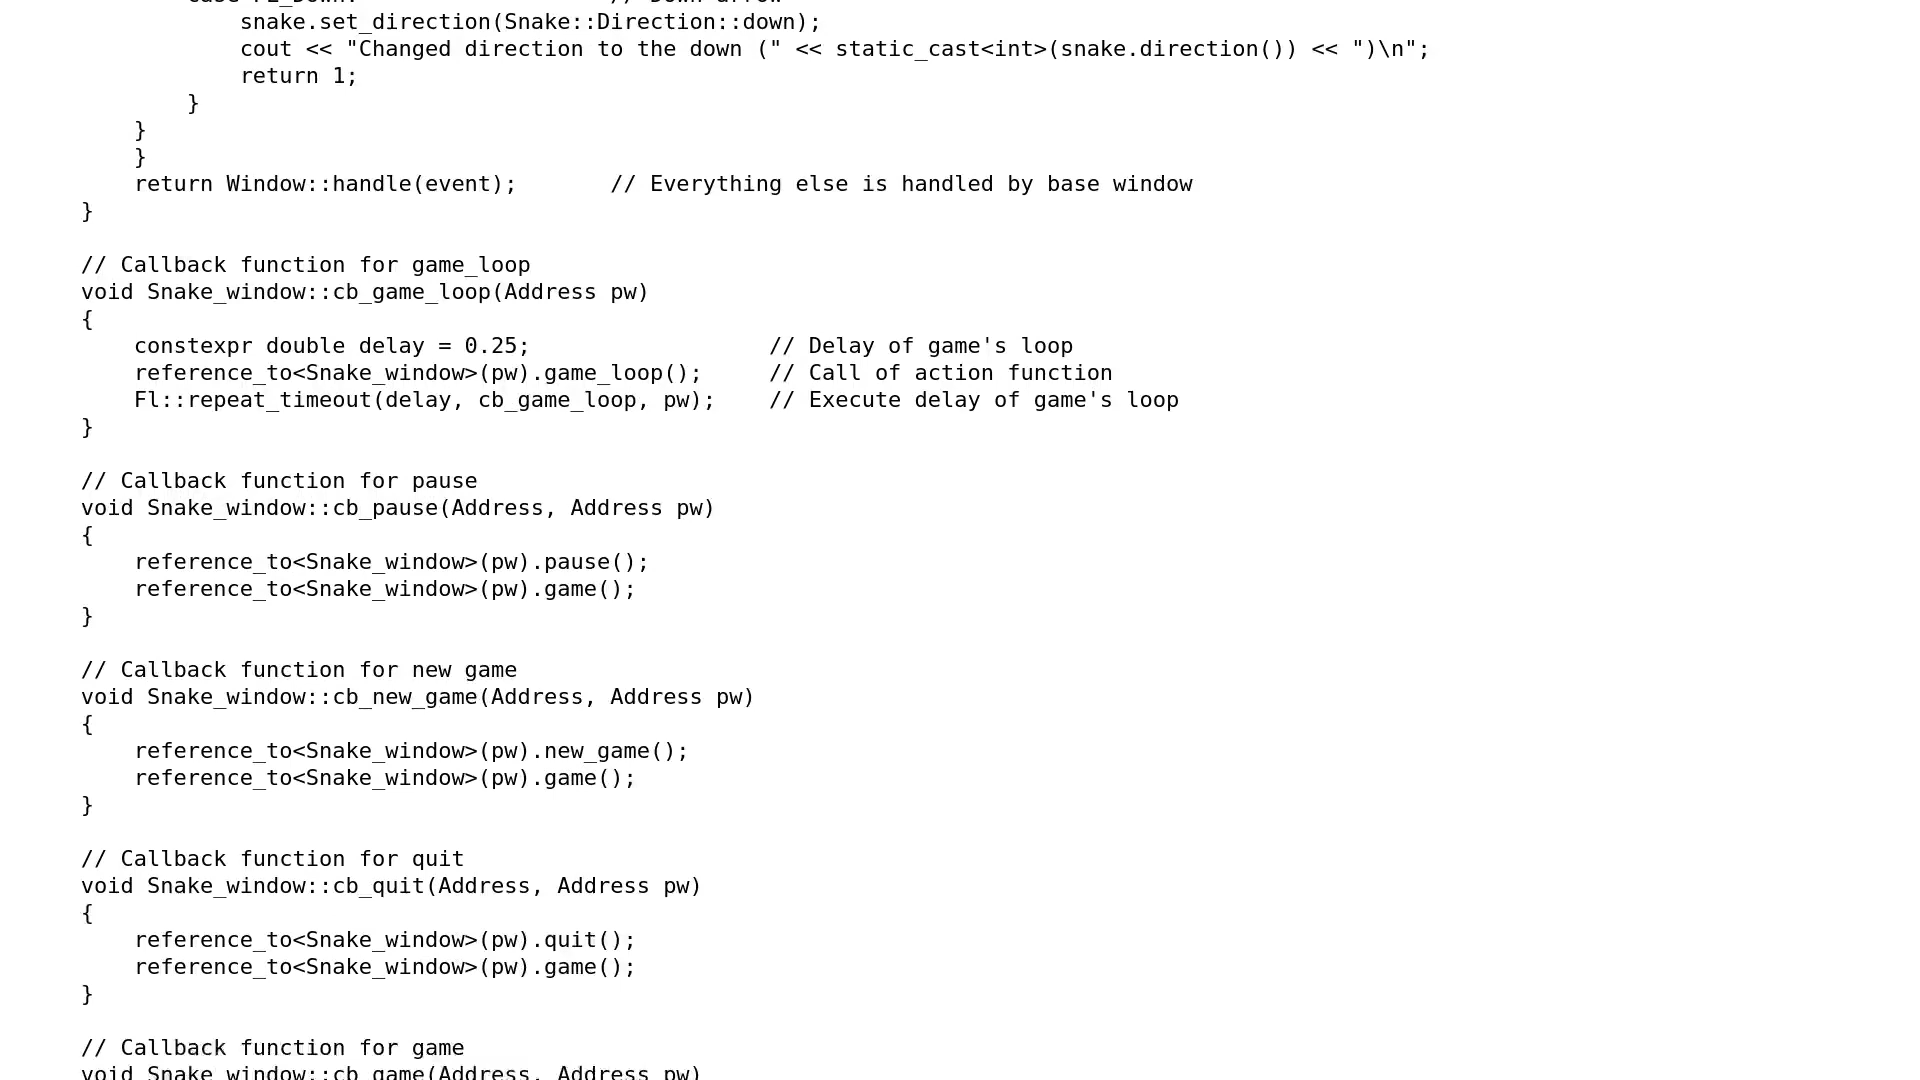 case FL_Down:                   // Down arrow
            snake.set_direction(Snake::Direction::down);
            cout << "Changed direction to the down (" << static_cast<int>(snake.direction()) << ")\n";
            return 1;
        }
    }
    }
    return Window::handle(event);       // Everything else is handled by base window
}

// Callback function for game_loop
void Snake_window::cb_game_loop(Address pw)
{
    constexpr double delay = 0.25;                  // Delay of game's loop
    reference_to<Snake_window>(pw).game_loop();     // Call of action function
    Fl::repeat_timeout(delay, cb_game_loop, pw);    // Execute delay of game's loop
}

// Callback function for pause
void Snake_window::cb_pause(Address, Address pw)
{
    reference_to<Snake_window>(pw).pause();
    reference_to<Snake_window>(pw).game();
}

// Callback function for new game
void Snake_window::cb_new_game(Address, Address pw)
{
    reference_to<Snake_window>(pw).new_game();
    reference_to<Snake_window>(pw).game();
}

// Callback function for quit
void Snake_window::cb_quit(Address, Address pw)
{
    reference_to<Snake_window>(pw).quit();
    reference_to<Snake_window>(pw).game();
}

// Callback function for game
void Snake_window::cb_game(Address, Address pw)